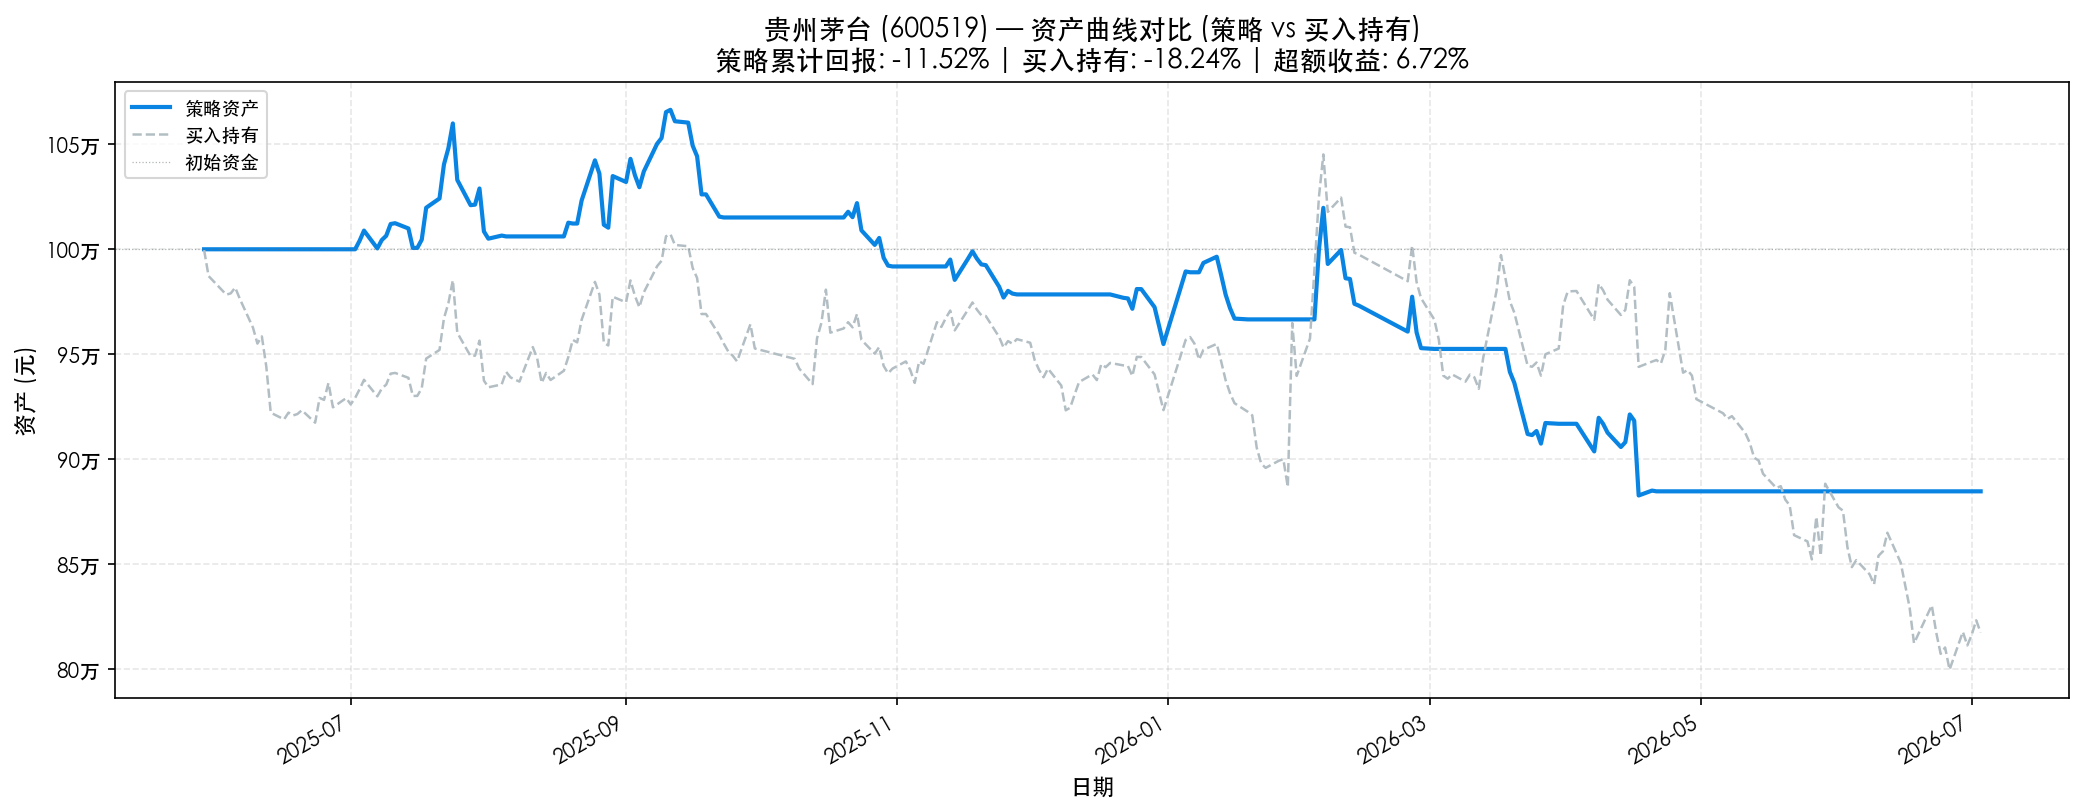 贵州茅台 (600519) — 资产曲线对比 (策略 vs 买入持有)
策略累计回报: -11.52% | 买入持有: -18.24% | 超额收益: 6.72%
策略资产
买入持有
初始资金
资产 (元)
105万
100万
95万
90万
85万
80万
2025-07
2025-09
2025-11
2026-01
2026-03
2026-05
2026-07
日期